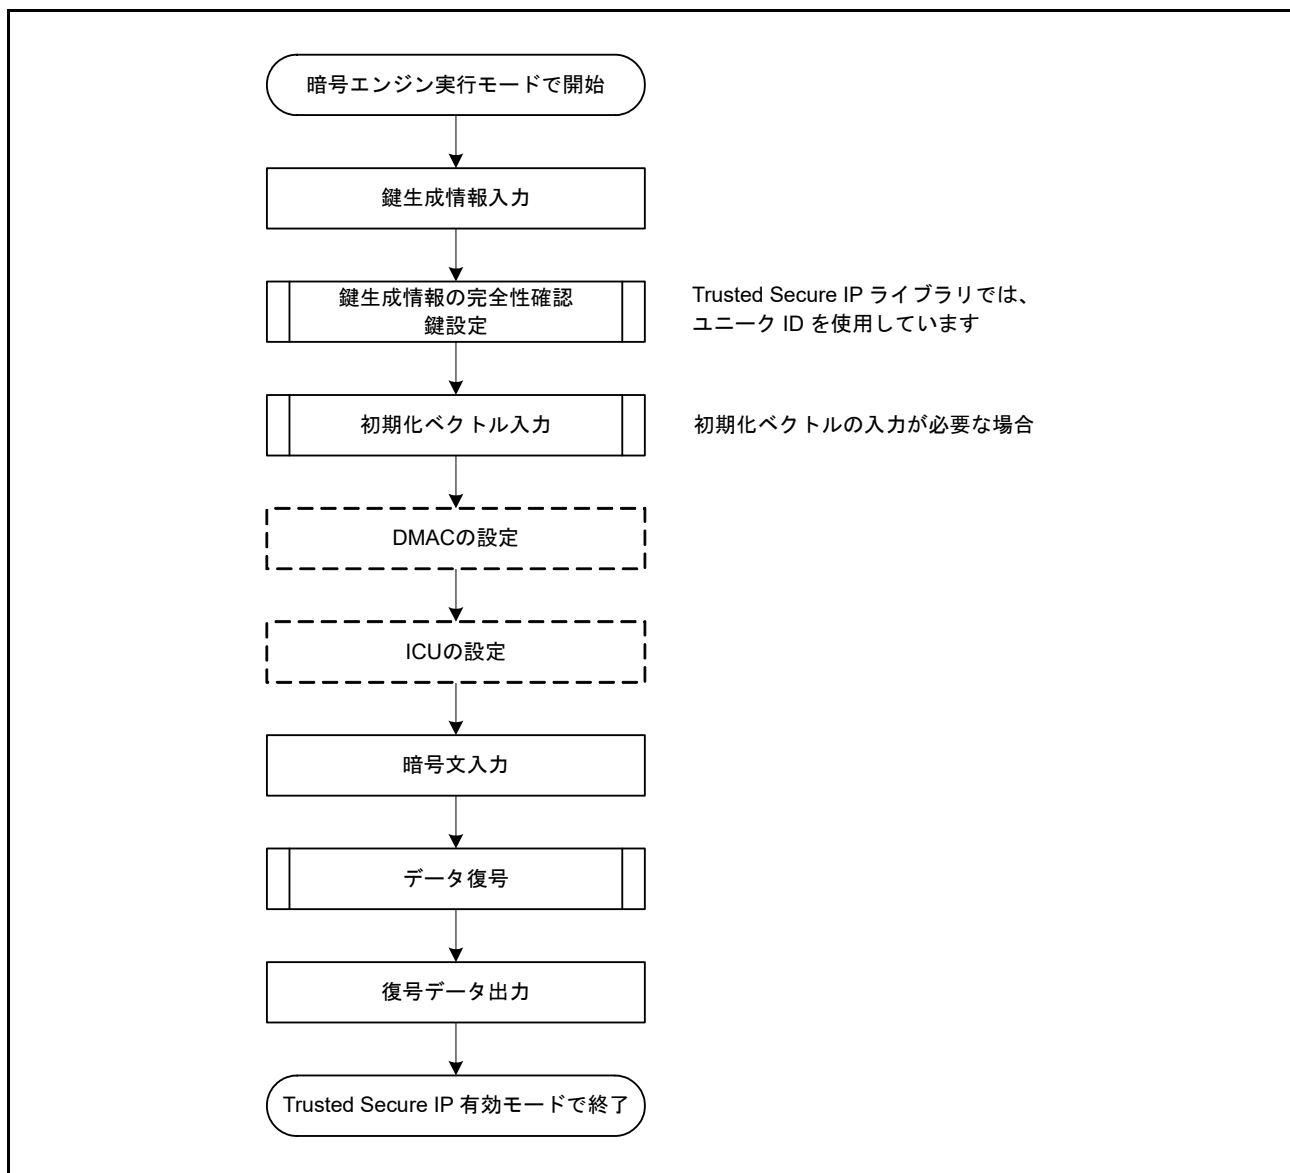 暗号エンジン実行モードで開始
鍵生成情報入力
鍵生成情報の完全性確認
鍵設定
Trusted Secure IP ライブラリでは、
ユニーク ID を使用しています
初期化ベクトル入力
初期化ベクトルの入力が必要な場合
DMACの設定
ICUの設定
暗号文入力
データ復号
復号データ出力
Trusted Secure IP 有効モードで終了